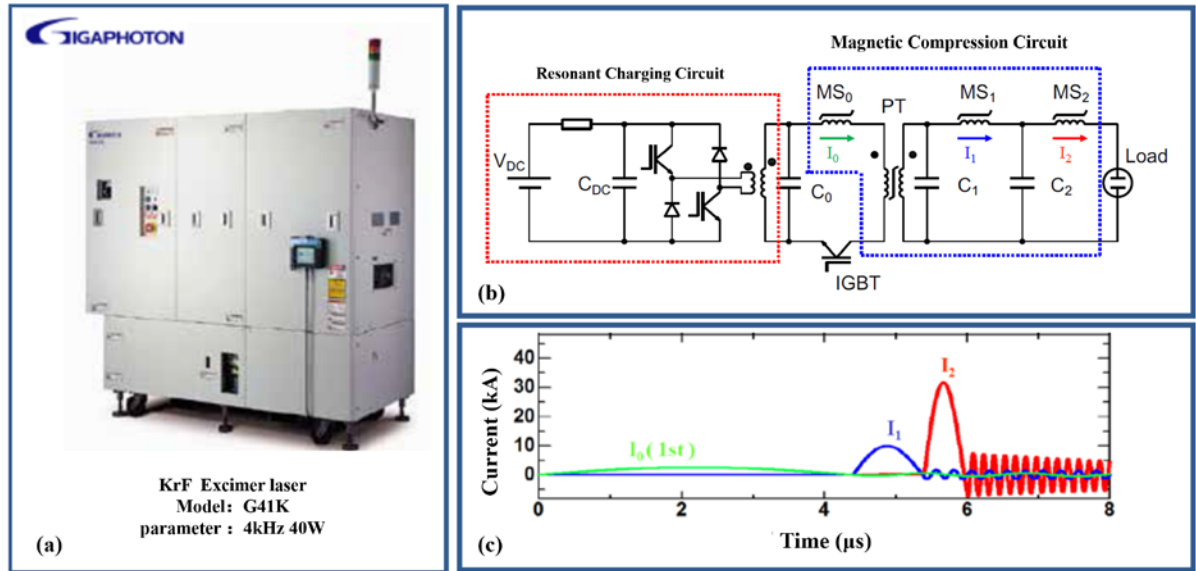 GIGAPHOTON
KrF Excimer laser
Model: G41K
parameter : 4kHz 40W
(a)
Magnetic Compression Circuit
Resonant Charging Circuit
MS0
PT
MS1
MS2
I0
I1
I2
Load
VDC
CDC
C0
C1
C2
IGBT
(b)
Current (kA)
40
30
20
10
0
I0(1st)
I1
I2
0
2
4
6
8
Time (μs)
(c)